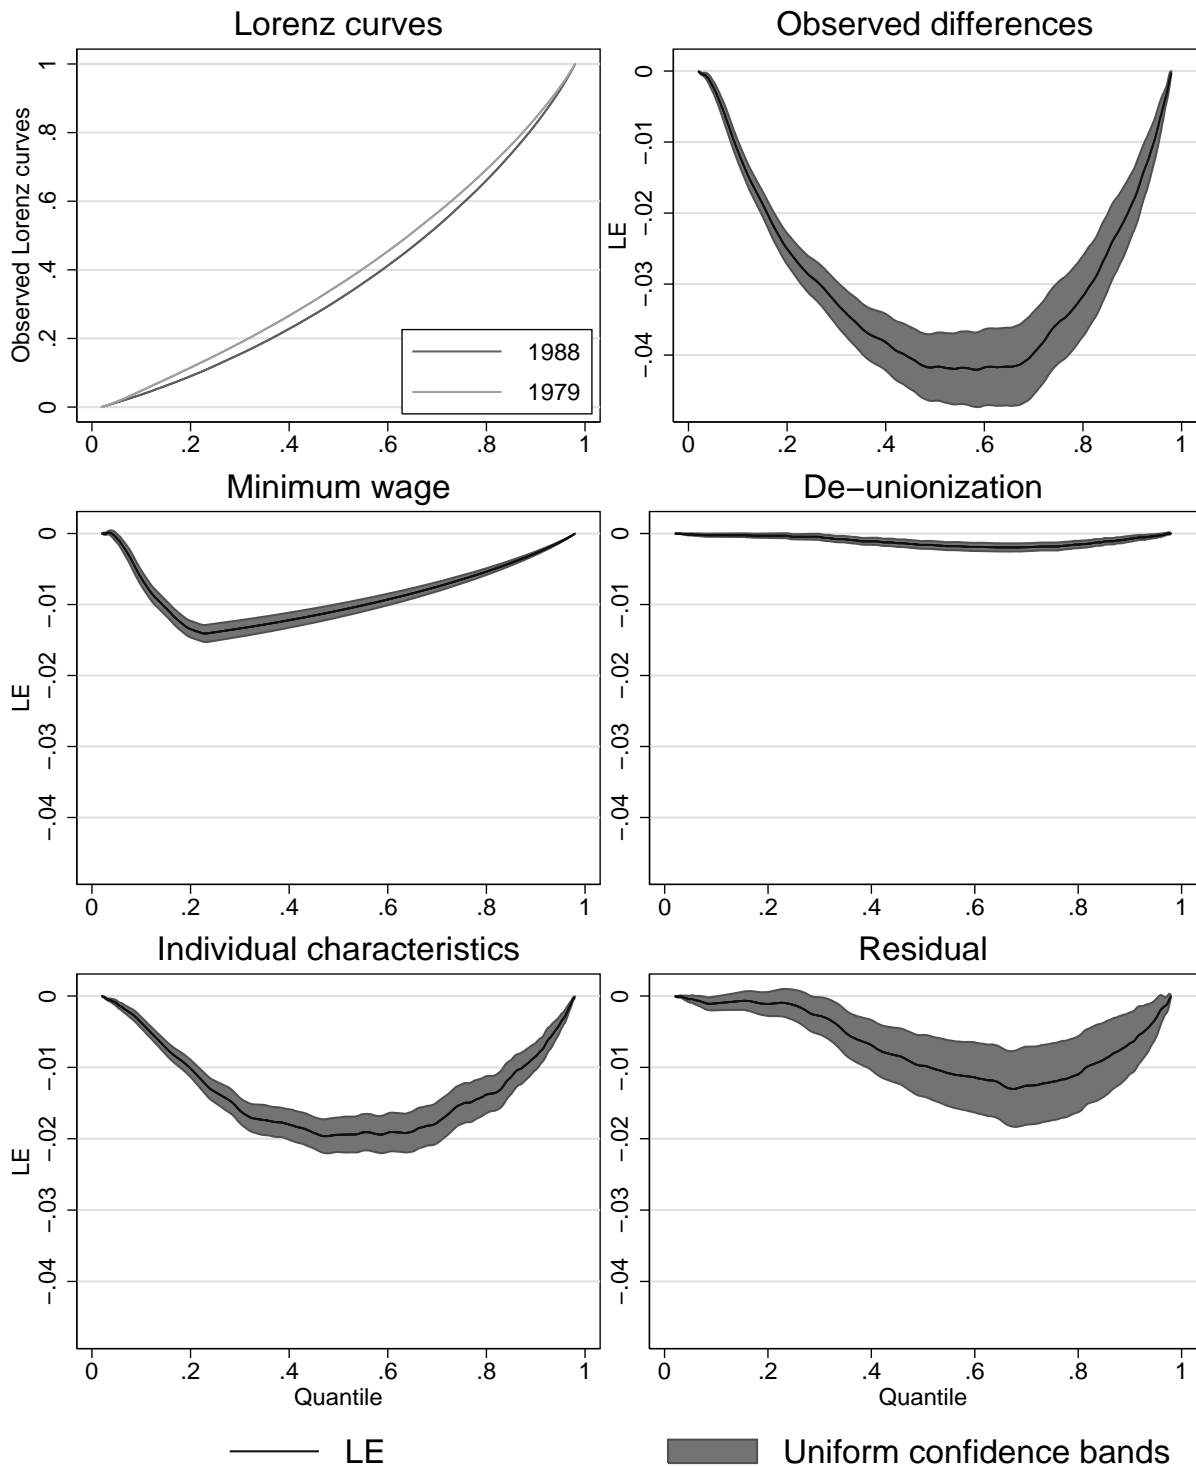 Lorenz curves
Observed Lorenz curves
1
.8
.6
.4
.2
0
1988
1979
0 .2 .4 .6 .8 1
Observed differences
LE
0
−.01
−.02
−.03
−.04
0 .2 .4 .6 .8 1
Minimum wage
LE
0
−.01
−.02
−.03
−.04
0 .2 .4 .6 .8 1
De−unionization
0
−.01
−.02
−.03
−.04
0 .2 .4 .6 .8 1
Individual characteristics
LE
0
−.01
−.02
−.03
−.04
0 .2 .4 .6 .8 1
Quantile
Residual
0
−.01
−.02
−.03
−.04
0 .2 .4 .6 .8 1
Quantile
LE
Uniform confidence bands